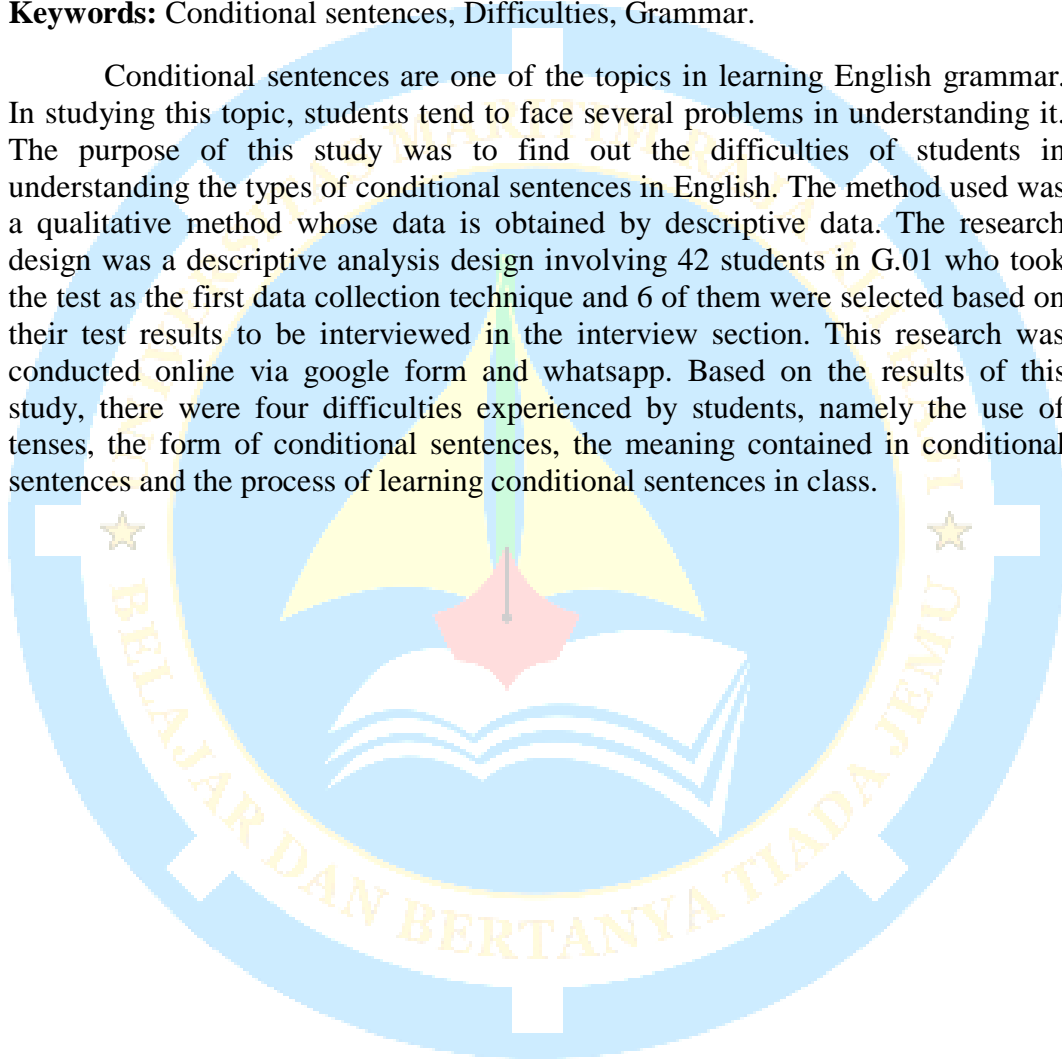 Keywords: Conditional sentences, Difficulties, Grammar.
Conditional sentences are one of the topics in learning English grammar.
In studying this topic, students tend to face several problems in understanding it.
The purpose of this study was to find out the difficulties of students in
understanding the types of conditional sentences in English. The method used was
a qualitative method whose data is obtained by descriptive data. The research
design was a descriptive analysis design involving 42 students in G.01 who took
the test as the first data collection technique and 6 of them were selected based on
their test results to be interviewed in the interview section. This research was
conducted online via google form and whatsapp. Based on the results of this
study, there were four difficulties experienced by students, namely the use of
tenses, the form of conditional sentences, the meaning contained in conditional
sentences and the process of learning conditional sentences in class.
UNIVERSITAS MARITIM RAJA ALI HAJI
BELAJAR DAN BERTANYA TIADA JEMU